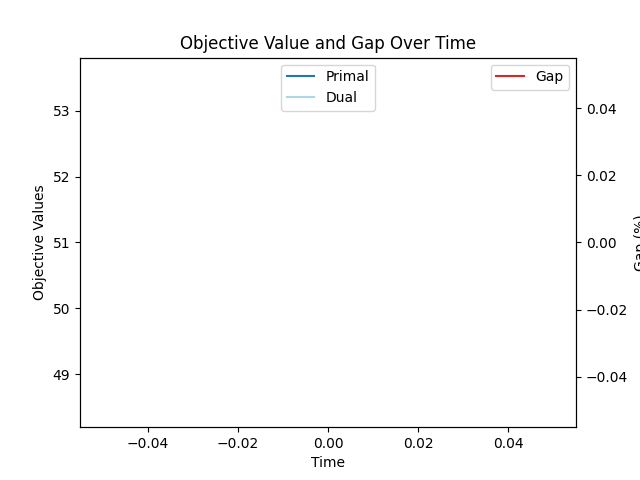 Objective Value and Gap Over Time
Primal
Dual
Gap
53
52
51
50
49
Objective Values
0.04
0.02
0.00
−0.02
−0.04
Gap (%)
−0.04
−0.02
0.00
0.02
0.04
Time